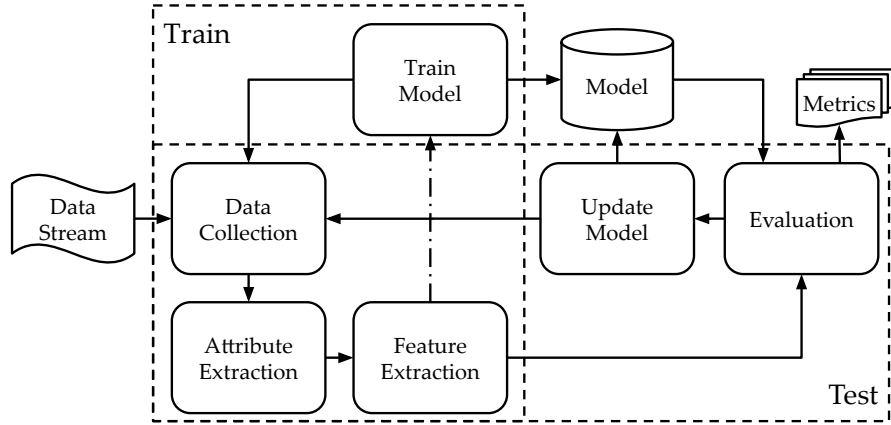 Train
Train
Model
Model
Metrics
Data
Stream
Data
Collection
Update
Model
Evaluation
Attribute
Extraction
Feature
Extraction
Test